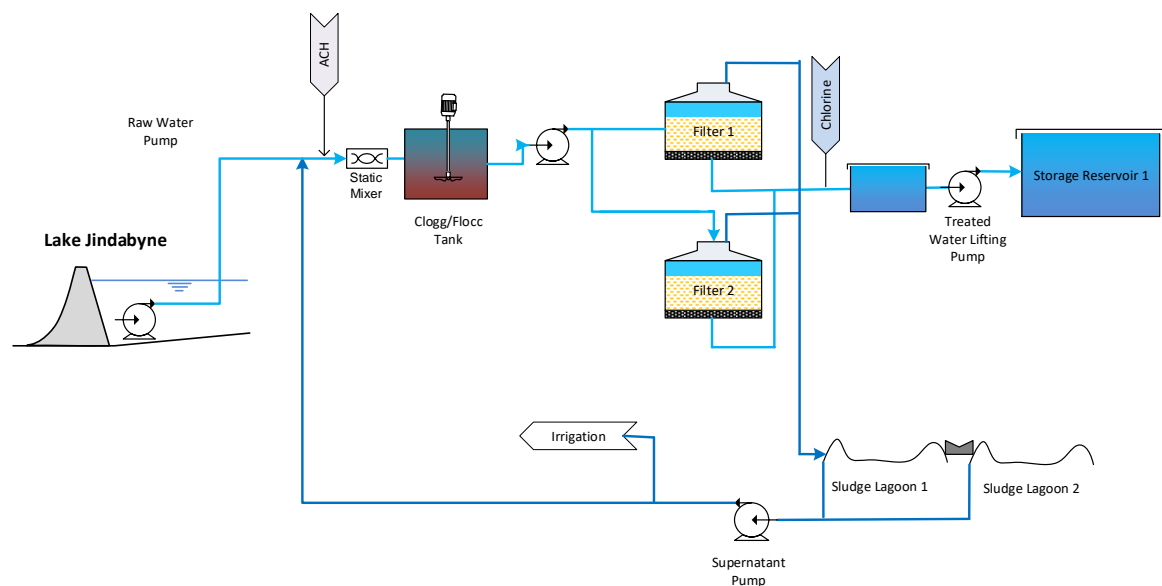 ACH
Raw Water
Pump
Static
Mixer
Clogg/Flocc
Tank
Lake Jindabyne
Filter 1
Filter 2
Chlorine
Treated
Water Lifting
Pump
Storage Reservoir 1
Irrigation
Sludge Lagoon 1
Sludge Lagoon 2
Supernatant
Pump